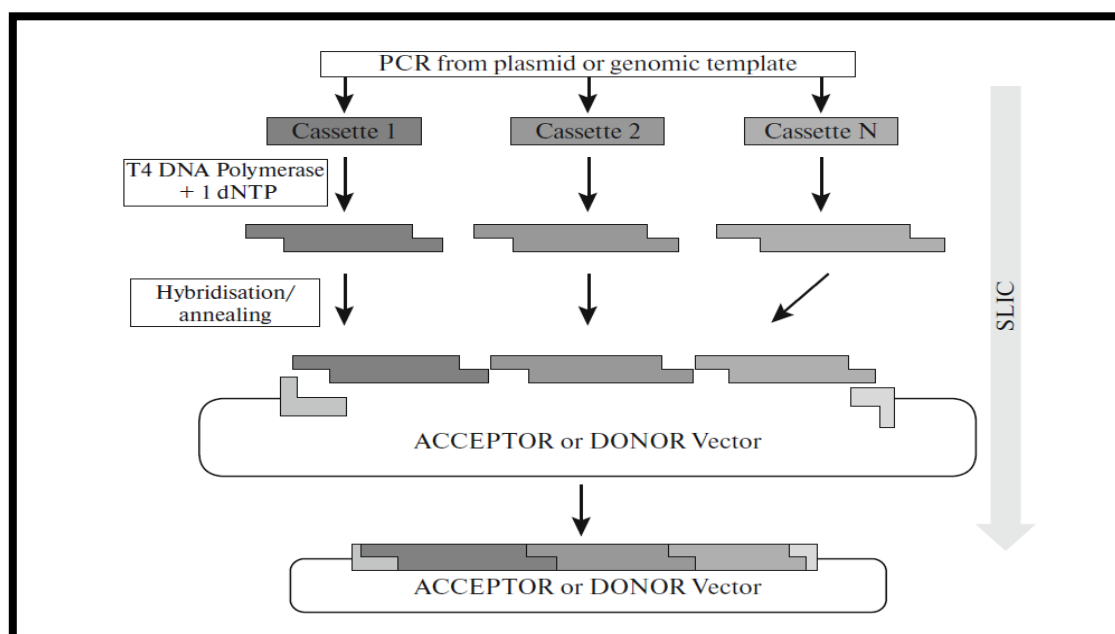 PCR from plasmid or genomic template
Cassette 1
Cassette 2
Cassette N
T4 DNA Polymerase
+ 1 dNTP
Hybridisation/
annealing
SLIC
ACCEPTOR or DONOR Vector
ACCEPTOR or DONOR Vector